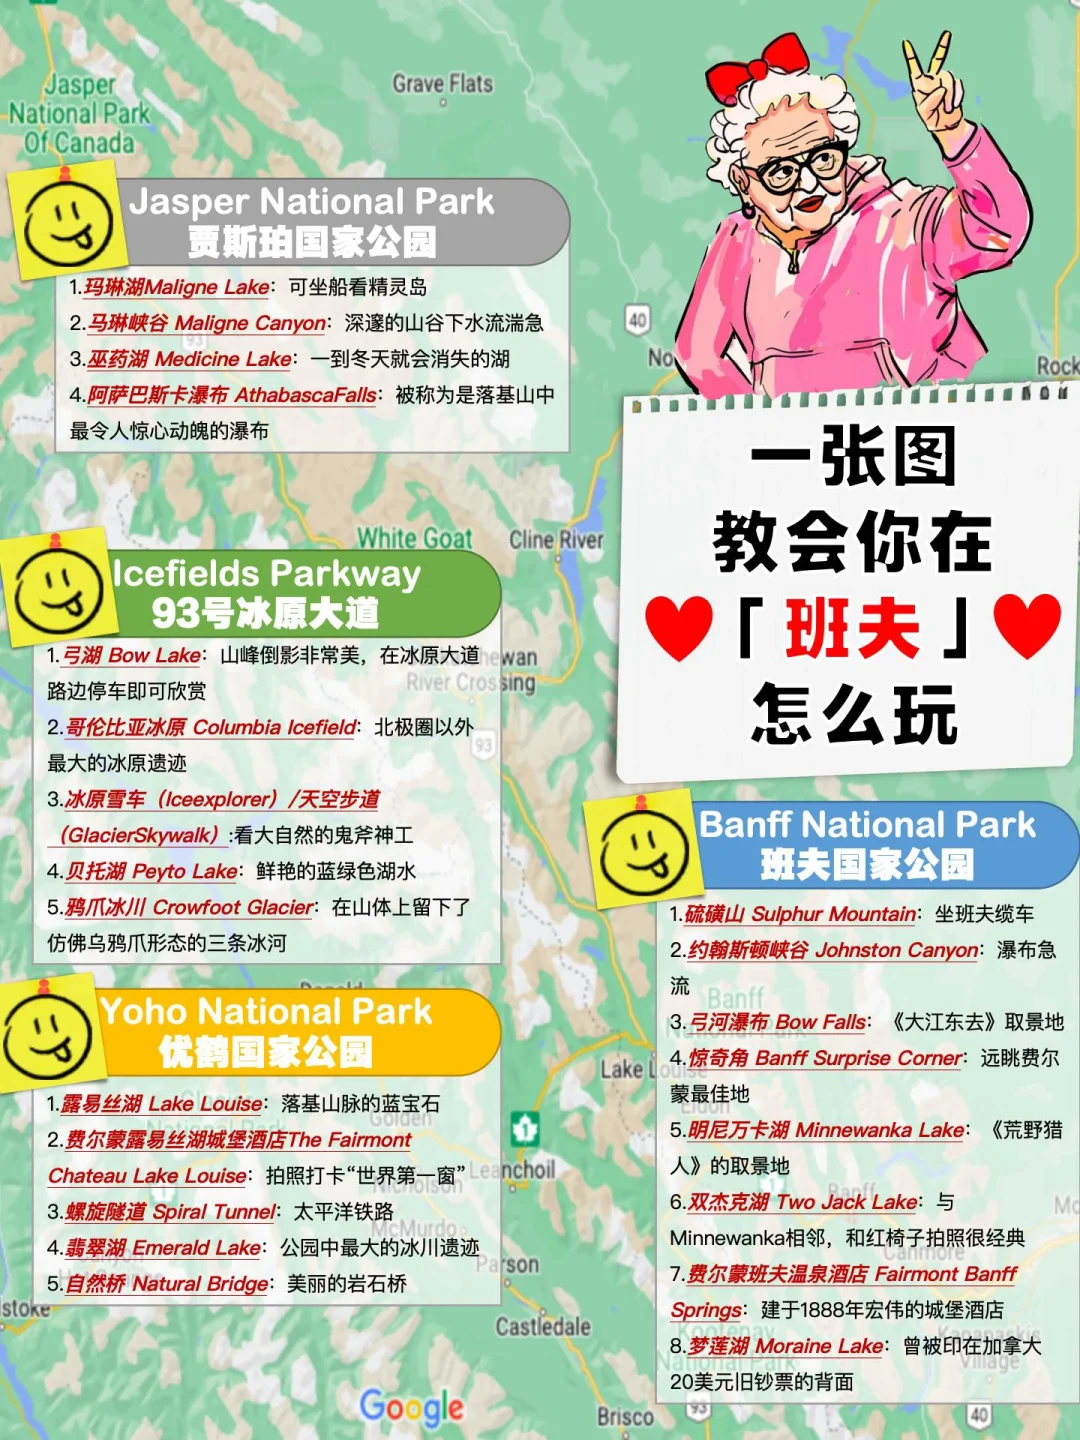 Jasper
National Park
Of Canada
Grave Flats
Jasper National Park
贾斯珀国家公园
1.玛琳湖Maligne Lake：可坐船看精灵岛
2.马琳峡谷 Maligne Canyon：深邃的山谷下水流湍急
3.巫药湖 Medicine Lake：一到冬天就会消失的湖
4.阿萨巴斯卡瀑布 AthabascaFalls：被称为是落基山中
最令人惊心动魄的瀑布
93
40
No
Rock
一张图
教会你在
「班夫」
怎么玩
White Goat
Cline River
Icefields Parkway
93号冰原大道
1.弓湖 Bow Lake：山峰倒影非常美，在冰原大道
路边停车即可欣赏
2.哥伦比亚冰原 Columbia Icefield：北极圈以外
最大的冰原遗迹
3.冰原雪车（Iceexplorer）/天空步道
（GlacierSkywalk）:看大自然的鬼斧神工
4.贝托湖 Peyto Lake：鲜艳的蓝绿色湖水
5.鸦爪冰川 Crowfoot Glacier：在山体上留下了
仿佛乌鸦爪形态的三条冰河
hewan
River Crossing
93
Yoho National Park
优鹤国家公园
1.露易丝湖 Lake Louise：落基山脉的蓝宝石
2.费尔蒙露易丝湖城堡酒店The Fairmont
Chateau Lake Louise：拍照打卡“世界第一窗”
3.螺旋隧道 Spiral Tunnel：太平洋铁路
4.翡翠湖 Emerald Lake：公园中最大的冰川遗迹
5.自然桥 Natural Bridge：美丽的岩石桥
Golden
Nicholson
McMurdo
Leanchoil
Parson
Castledale
Lake Louise
1
stoke
Banff National Park
班夫国家公园
1.硫磺山 Sulphur Mountain：坐班夫缆车
2.约翰斯顿峡谷 Johnston Canyon：瀑布急
流
3.弓河瀑布 Bow Falls：《大江东去》取景地
4.惊奇角 Banff Surprise Corner：远眺费尔
蒙最佳地
5.明尼万卡湖 Minnewanka Lake：《荒野猎
人》的取景地
6.双杰克湖 Two Jack Lake：与
Minnewanka相邻，和红椅子拍照很经典
7.费尔蒙班夫温泉酒店 Fairmont Banff
Springs：建于1888年宏伟的城堡酒店
8.梦莲湖 Moraine Lake：曾被印在加拿大
20美元旧钞票的背面
Banff
National Park
Eldon
Banff
Canmore
Kootenay
National Park
Kananaskis
Village
Google
Brisco
93
40